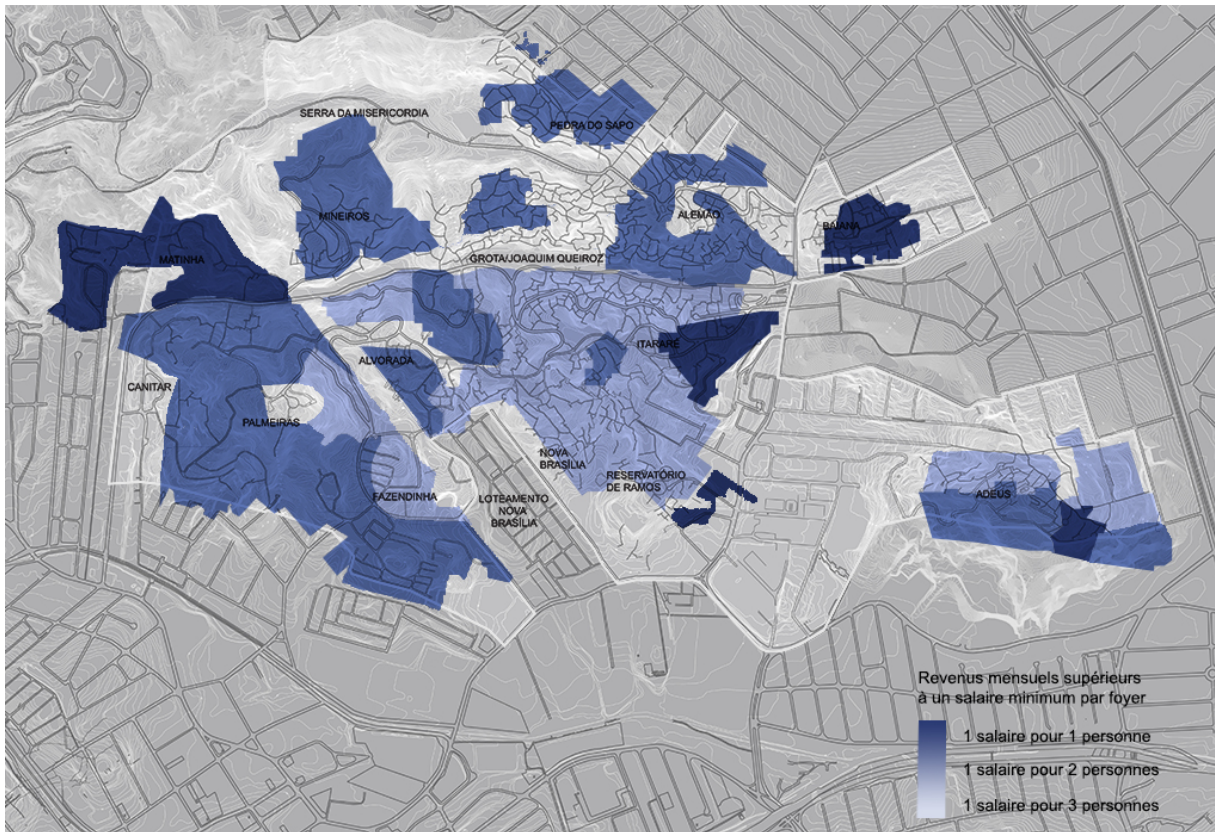 SERRA DA MISERICORDIA
PEDRA DO SAPO
MINEIROS
ALEMÃO
BAIANA
MATINHA
GROTA/JOAQUIM QUEIROZ
ITARARÉ
ALVORADA
CANITAR
PALMEIRAS
NOVA
BRASÍLIA
RESERVATÓRIO
DE RAMOS
FAZENDINHA
LOTEAMENTO
NOVA
BRASÍLIA
ADEUS
Revenus mensuels supérieurs
à un salaire minimum par foyer
1 salaire pour 1 personne
1 salaire pour 2 personnes
1 salaire pour 3 personnes